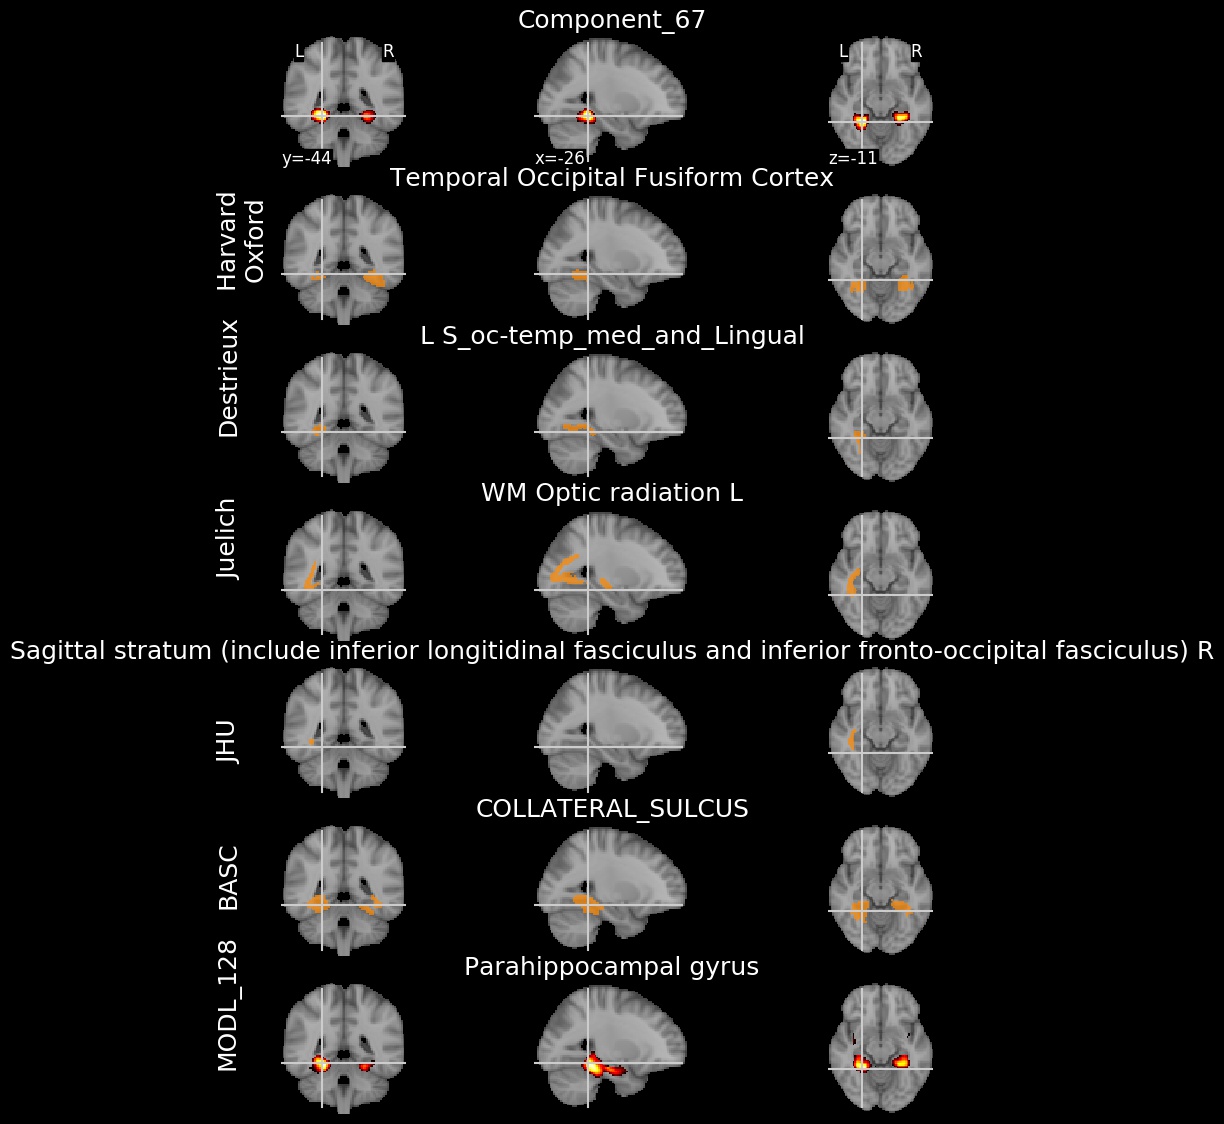 Component_67
L R L R
y=-44 x=-26 z=-11
Temporal Occipital Fusiform Cortex
Harvard
Oxford
L S_oc-temp_med_and_Lingual
Destrieux
WM Optic radiation L
Juelich
Sagittal stratum (include inferior longitidinal fasciculus and inferior fronto-occipital fasciculus) R
JHU
COLLATERAL_SULCUS
BASC
Parahippocampal gyrus
MODL_128